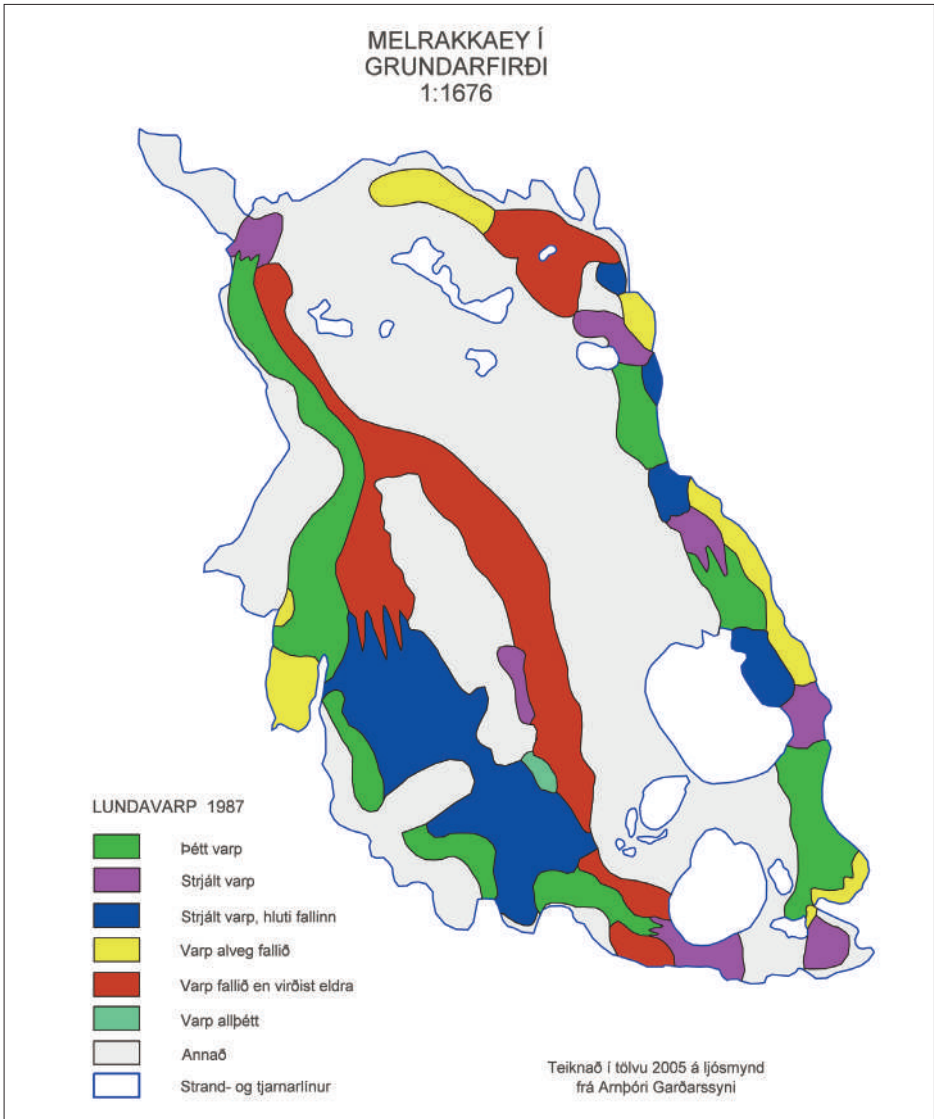 MELRAKKAEY Í
GRUNDARFIRÐI
1:1676
LUNDAVARP 1987
Þétt varp
Strjált varp
Strjált varp, hluti fallinn
Varp alveg fallið
Varp fallið en virðist eldra
Varp allþétt
Annað
Strand- og tjarnarlínur
Teiknað í tölvu 2005 á ljósmynd
frá Arnþóri Garðarssyni